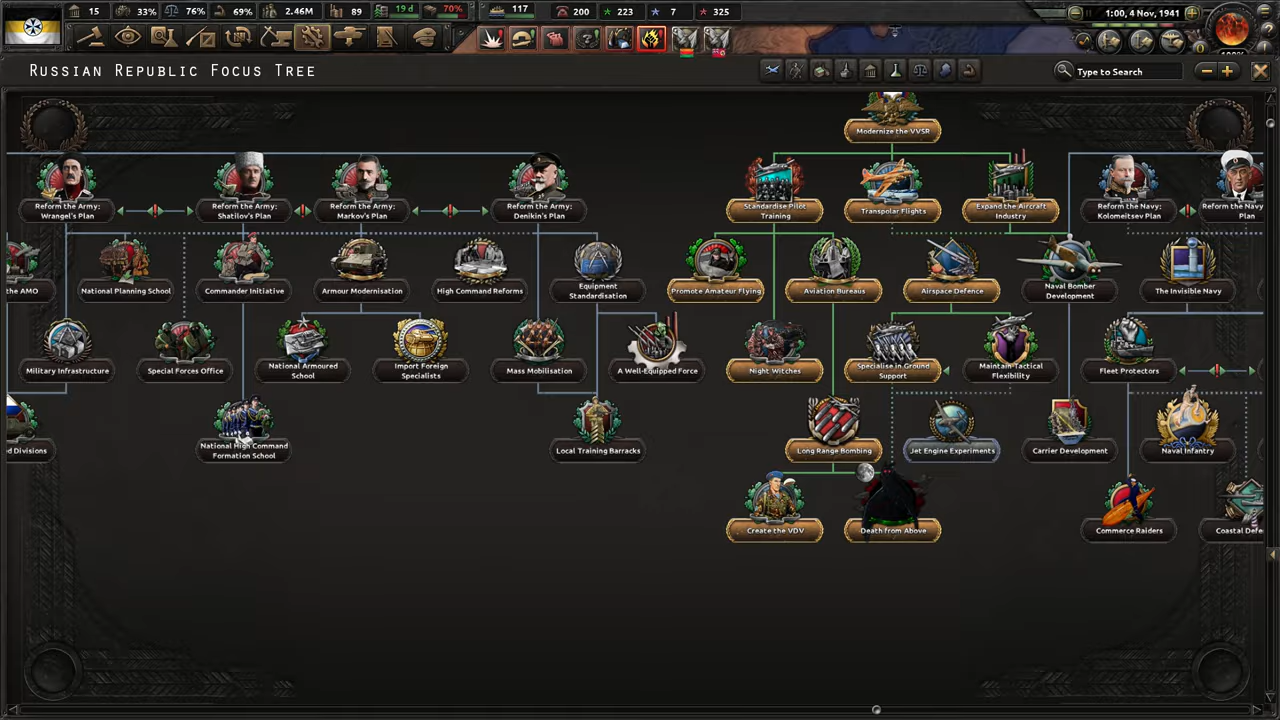 15 33% 76% 69% 2.46M 89 19 d 70% 117 200 223 7 325 1:00, 4 Nov, 1941
0
100%
RUSSIAN REPUBLIC FOCUS TREE
Type to Search
Modernize the VVSR
Reform the Army: Wrangel's Plan
Reform the Army: Shatilov's Plan
Reform the Army: Markov's Plan
Reform the Army: Denikin's Plan
Standardise Pilot Training
Transpolar Flights
Expand the Aircraft Industry
Reform the Navy: Kolomeitsev Plan
Reform the Navy Plan
the AMO
National Planning School
Commander Initiative
Armour Modernisation
High Command Reforms
Equipment Standardisation
Promote Amateur Flying
Aviation Bureaus
Airspace Defence
Naval Bomber Development
The Invisible Navy
Military Infrastructure
Special Forces Office
National Armoured School
Import Foreign Specialists
Mass Mobilisation
A Well-Equipped Force
Night Witches
Specialise in Ground Support
Maintain Tactical Flexibility
Fleet Protectors
ed Divisions
National High Command Formation School
Local Training Barracks
Long Range Bombing
Jet Engine Experiments
Carrier Development
Naval Infantry
Create the VDV
Death from Above
Commerce Raiders
Coastal Defe